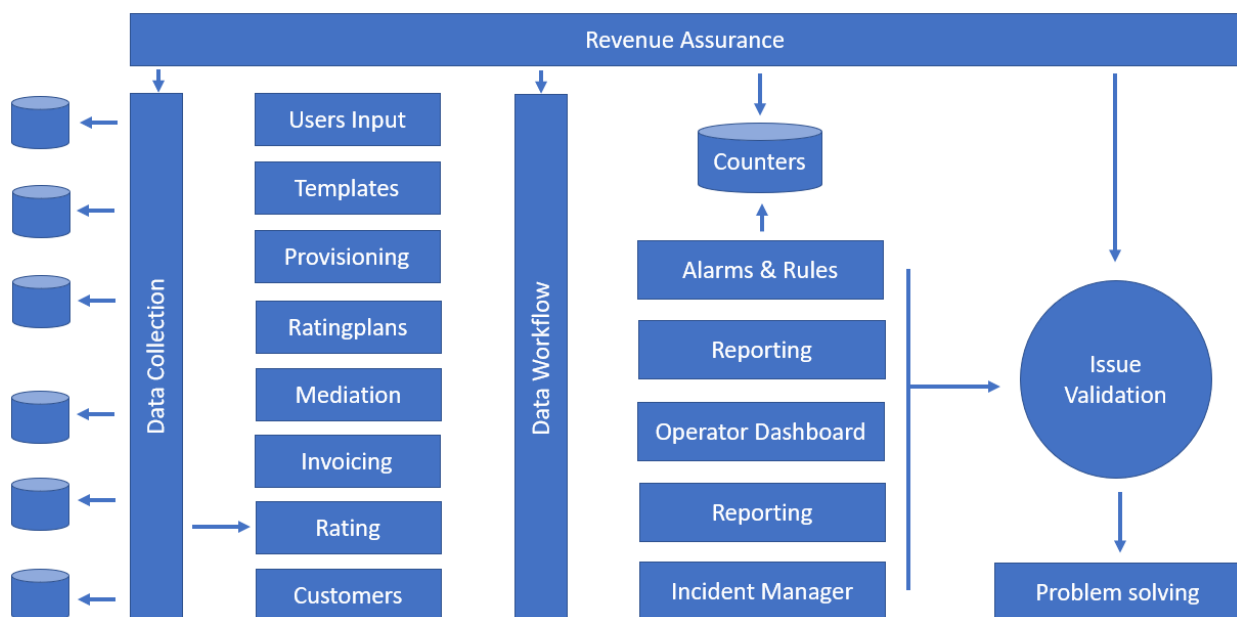 Revenue Assurance
Data Collection
Users Input
Templates
Provisioning
Ratingplans
Mediation
Invoicing
Rating
Customers
Data Workflow
Counters
Alarms & Rules
Reporting
Operator Dashboard
Reporting
Incident Manager
Issue
Validation
Problem solving